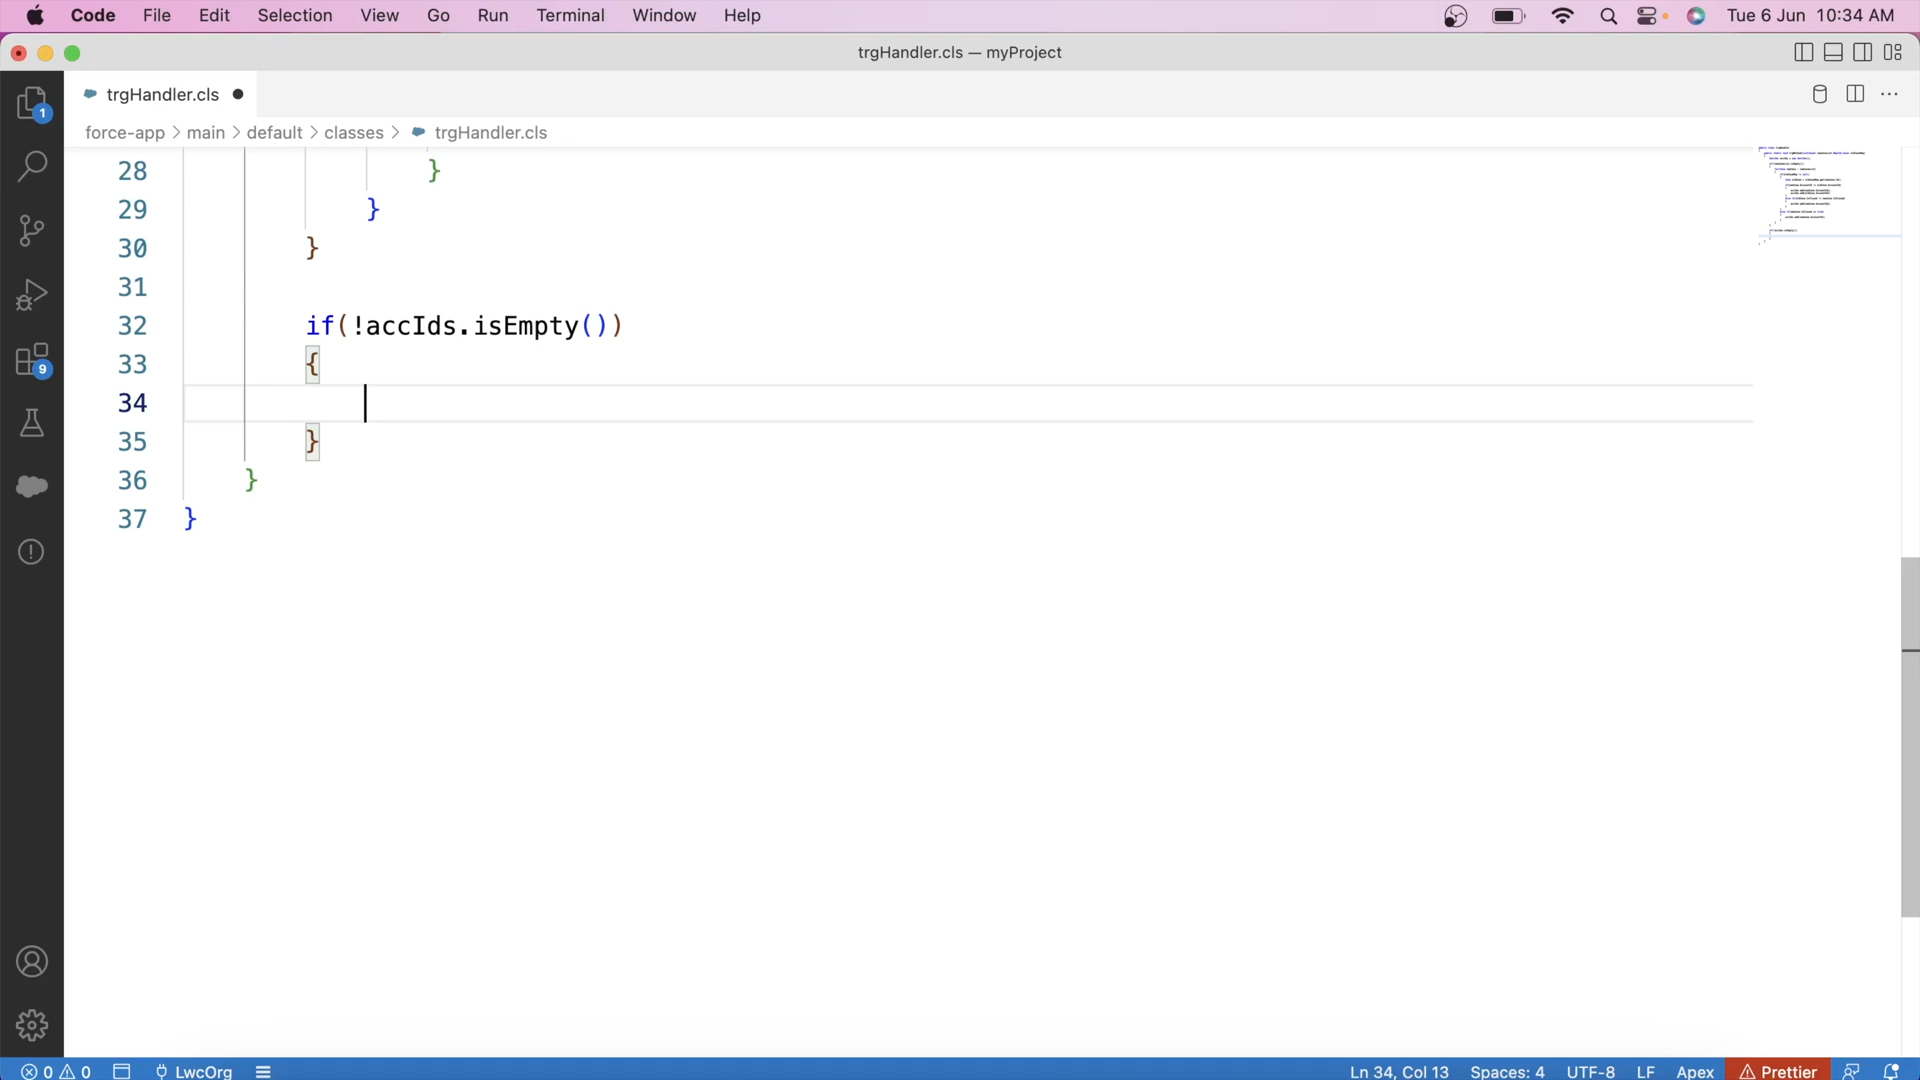 Code File Edit Selection View Go Run Terminal Window Help Tue 6 Jun 10:34 AM
trgHandler.cls — myProject
trgHandler.cls
force-app > main > default > classes > trgHandler.cls
1
9
28 }
29 }
30 }
31
32 if(!accIds.isEmpty())
33 {
34
35 }
36 }
37 }
0 0 LwcOrg Ln 34, Col 13 Spaces: 4 UTF-8 LF Apex Prettier